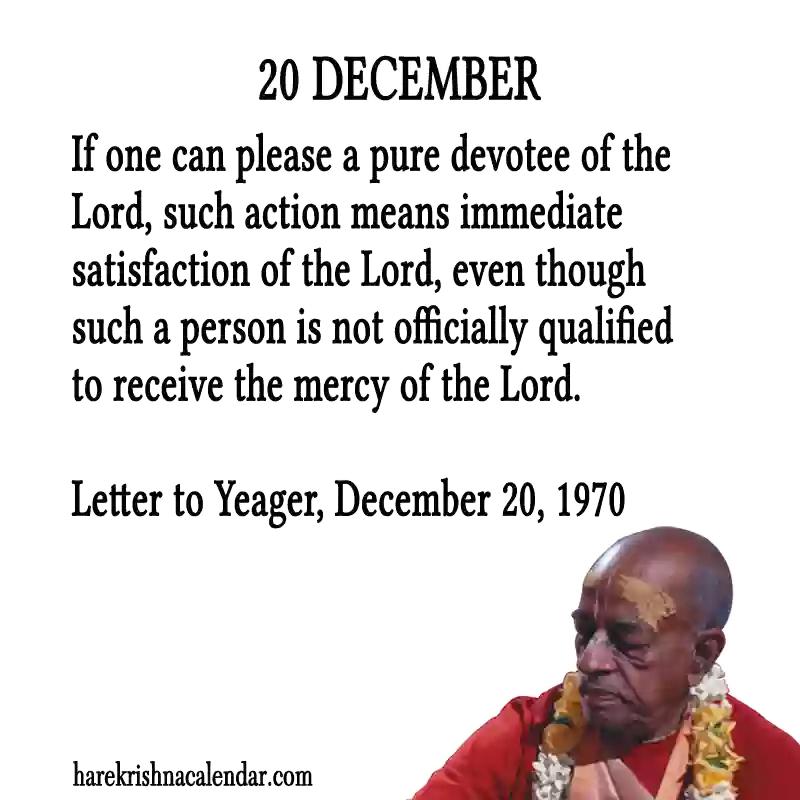 20 DECEMBER
If one can please a pure devotee of the
Lord, such action means immediate
satisfaction of the Lord, even though
such a person is not officially qualified
to receive the mercy of the Lord.
Letter to Yeager, December 20, 1970
harekrishnacalendar.com